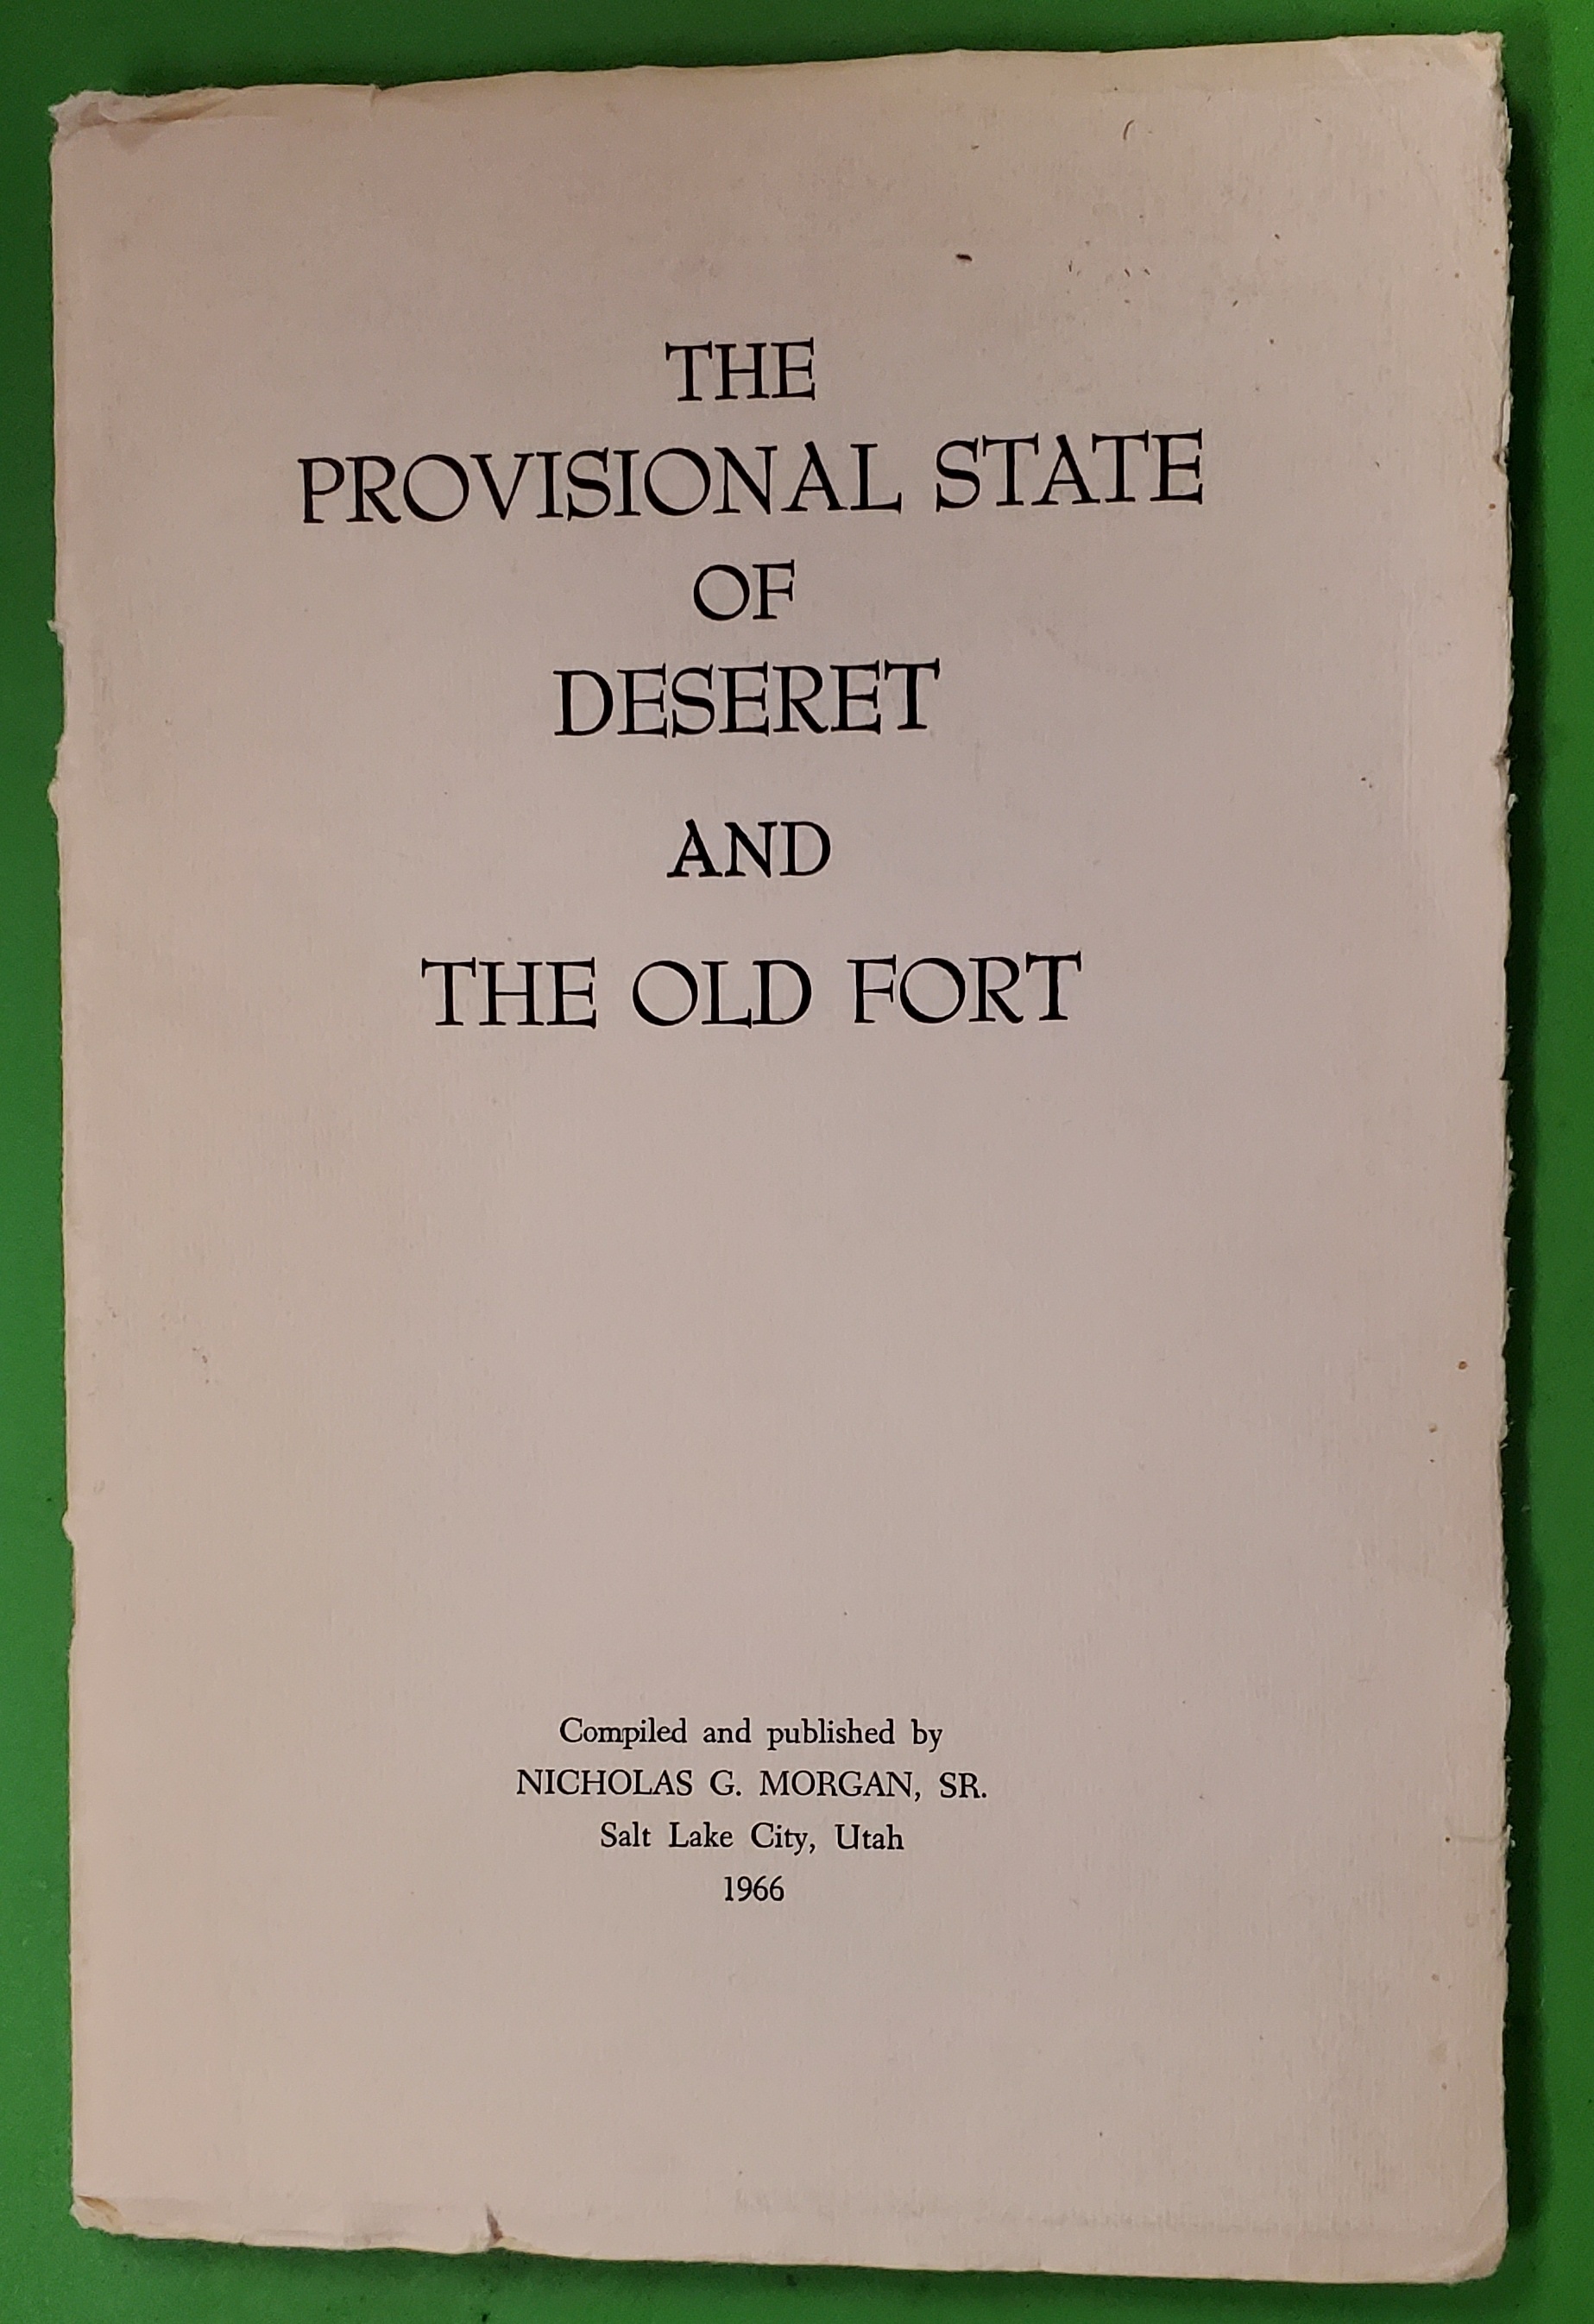 THE
PROVISIONAL STATE
OF
DESERET
AND
THE OLD FORT
Compiled and published by
NICHOLAS G. MORGAN, SR.
Salt Lake City, Utah
1966